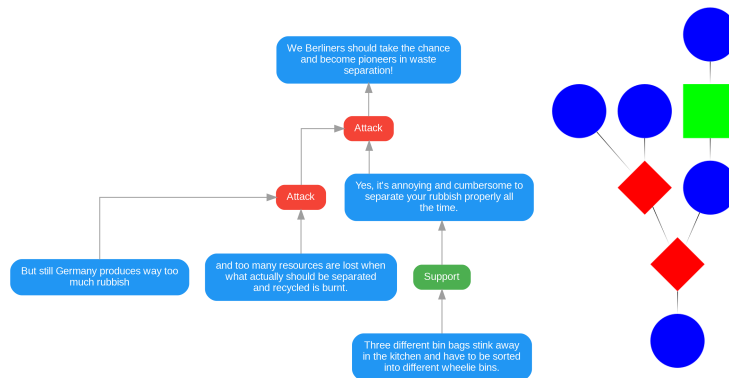 We Berliners should take the chance
and become pioneers in waste
separation!
Attack
Attack
Yes, it's annoying and cumbersome to
separate your rubbish properly all
the time.
But still Germany produces way too
much rubbish
and too many resources are lost when
what actually should be separated
and recycled is burnt.
Support
Three different bin bags stink away
in the kitchen and have to be sorted
into different wheelie bins.